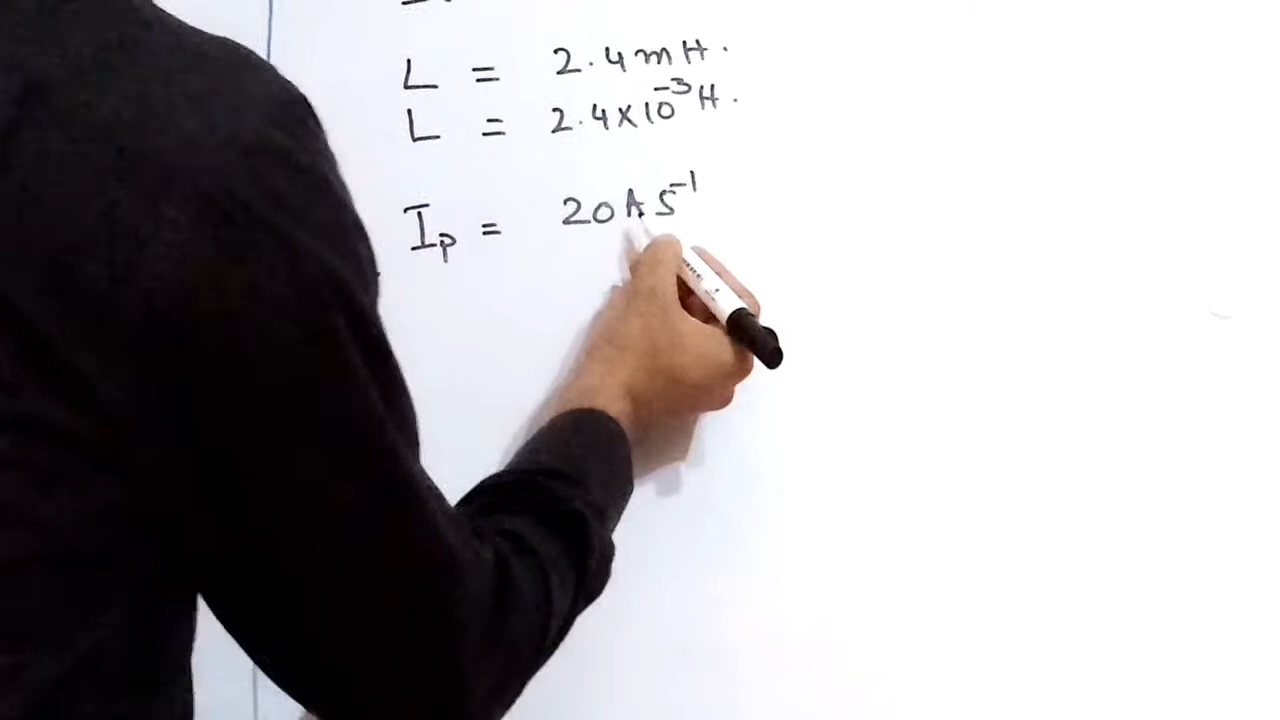 L = 2.4mH.
L = 2.4×10⁻³H.
Iₚ = 20AS⁻¹